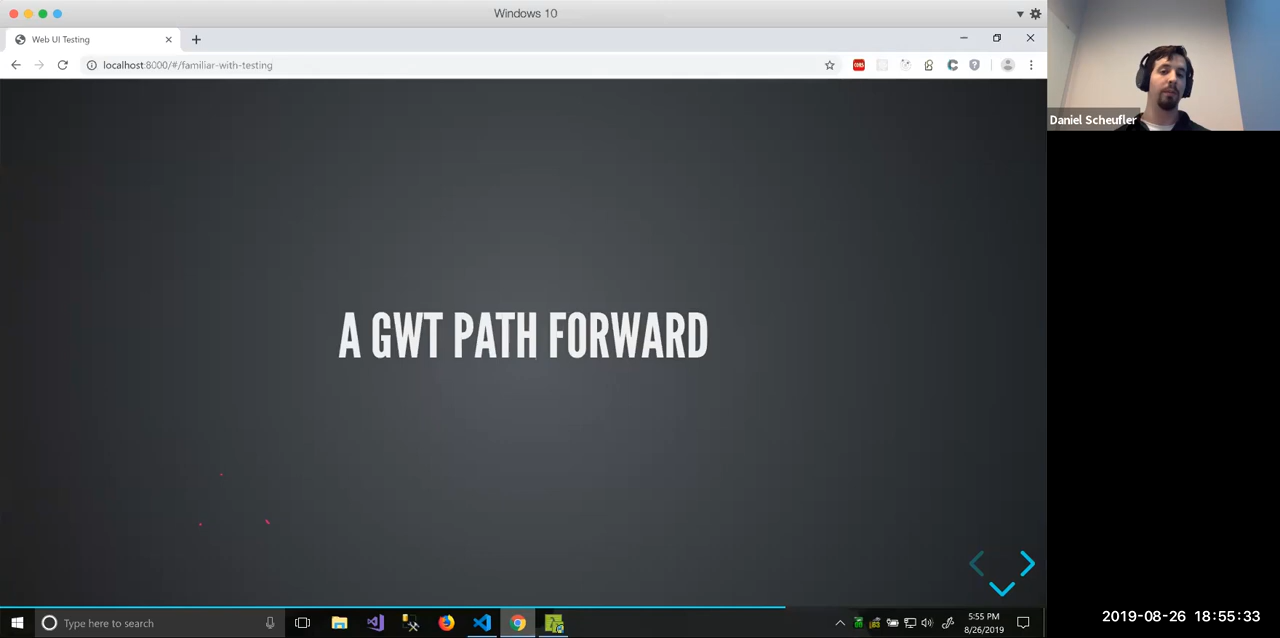 Windows 10
Web UI Testing
localhost:8000/#/familiar-with-testing
Daniel Scheufler
A GWT PATH FORWARD
Type here to search
5:55 PM
8/26/2019
2019-08-26 18:55:33